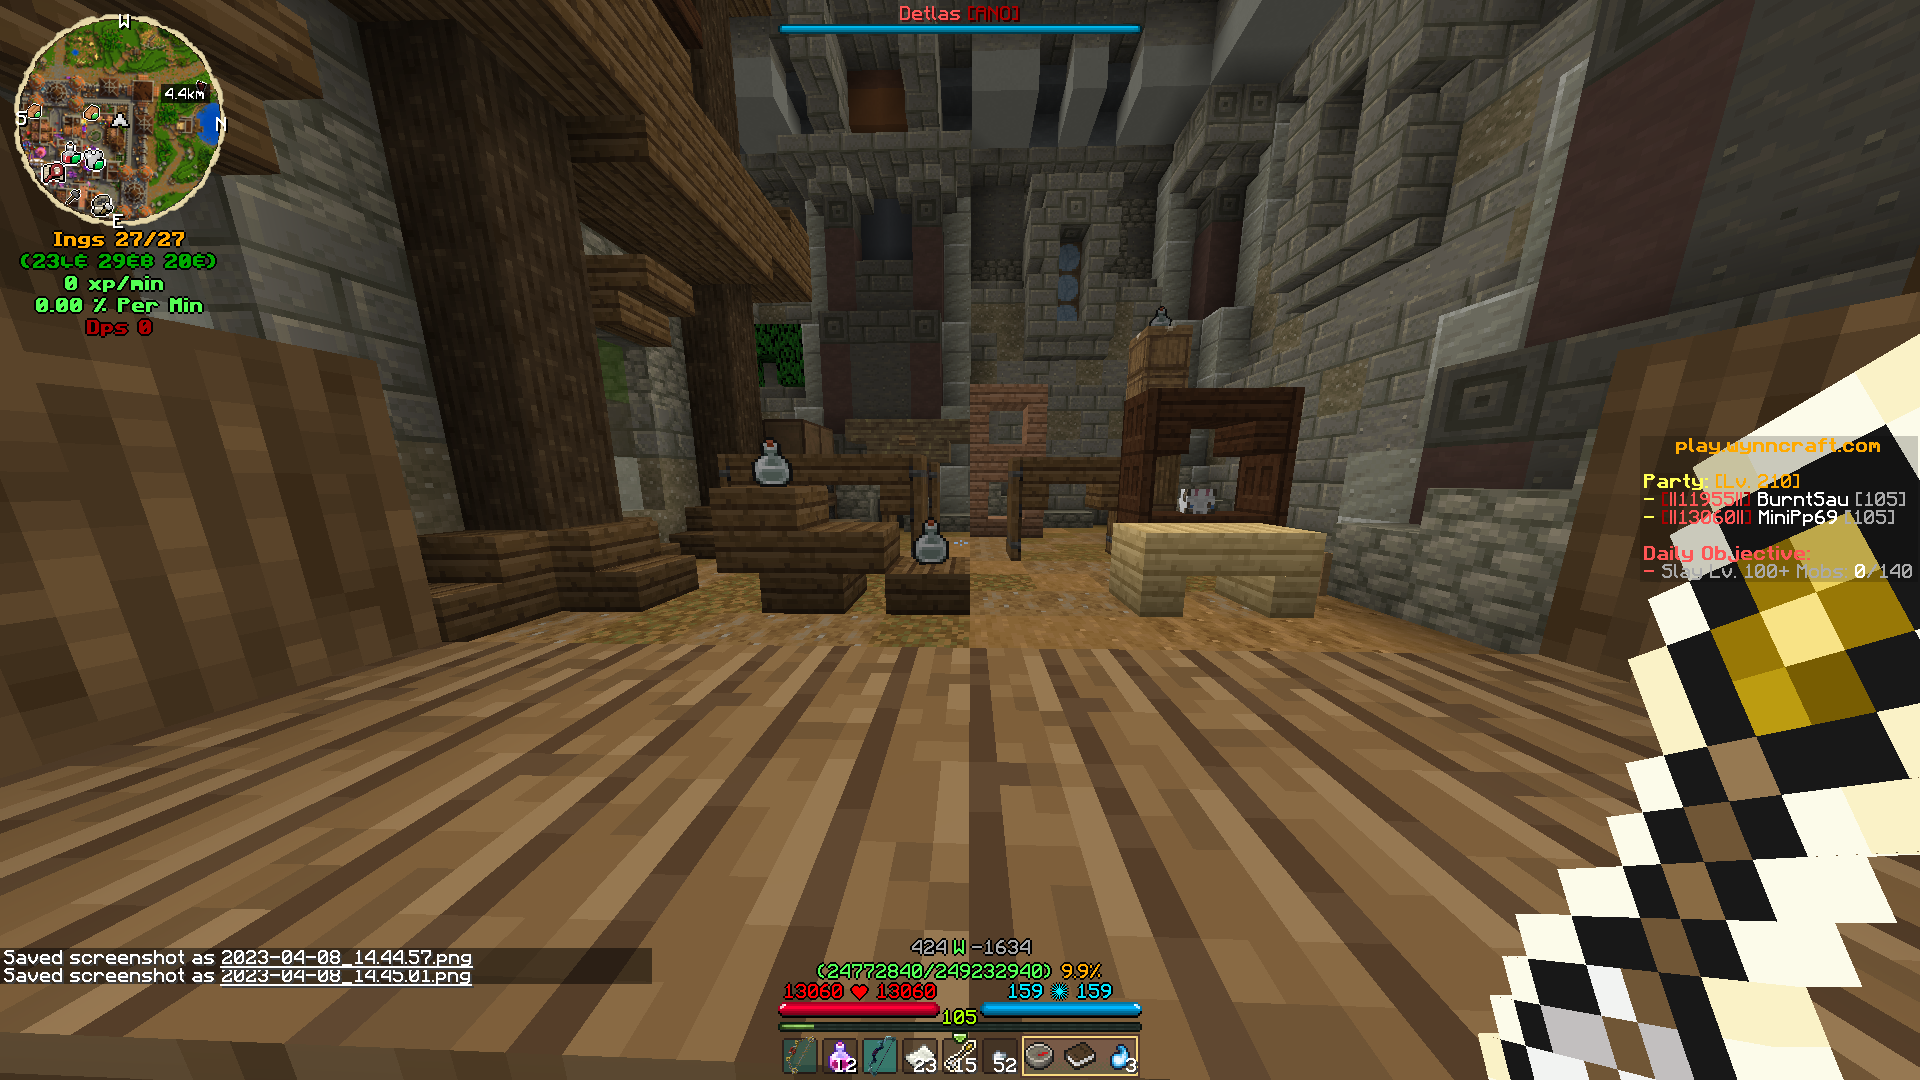 Detlas [ANO]
W
4.4km
S
N
E
Ings 27/27
0 xp/min
0.00 % Per Min
Dps 0
play.wynncraft.com
Party: [Lv. 210]
- [||11955||] BurntSau [105]
- [||13060||] MiniPp69 [105]
Daily Objective:
- Slay Lv. 100+ Mobs: 0/140
Saved screenshot as 2023-04-08_14.44.57.png
Saved screenshot as 2023-04-08_14.45.01.png
424 W -1634
(24772840/249232940) 9.9%
13060 ❤ 13060 159 159
105
12 23 15 52 3